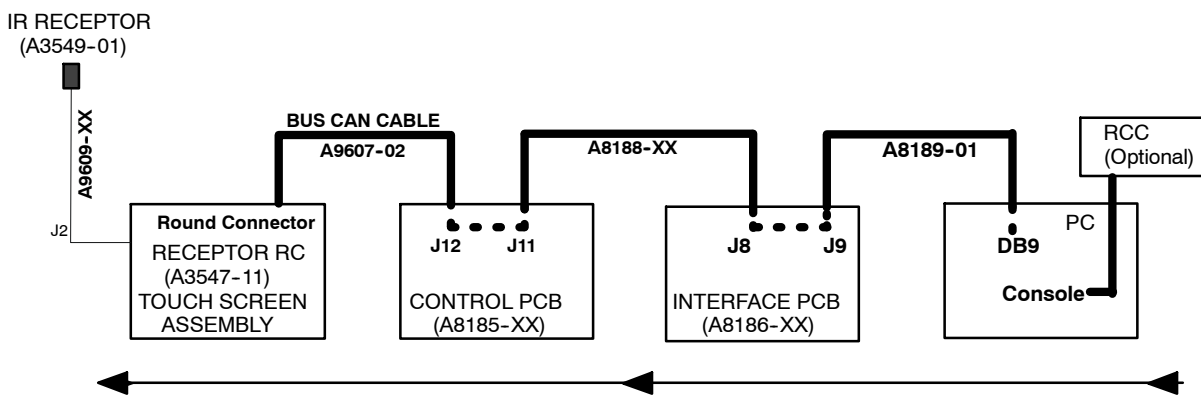 IR RECEPTOR
(A3549-01)
A9609-XX
J2
BUS CAN CABLE
A9607-02
A8188-XX
A8189-01
RCC
(Optional)
Round Connector
RECEPTOR RC
(A3547-11)
TOUCH SCREEN
ASSEMBLY
J12
J11
CONTROL PCB
(A8185-XX)
J8
J9
INTERFACE PCB
(A8186-XX)
PC
DB9
Console